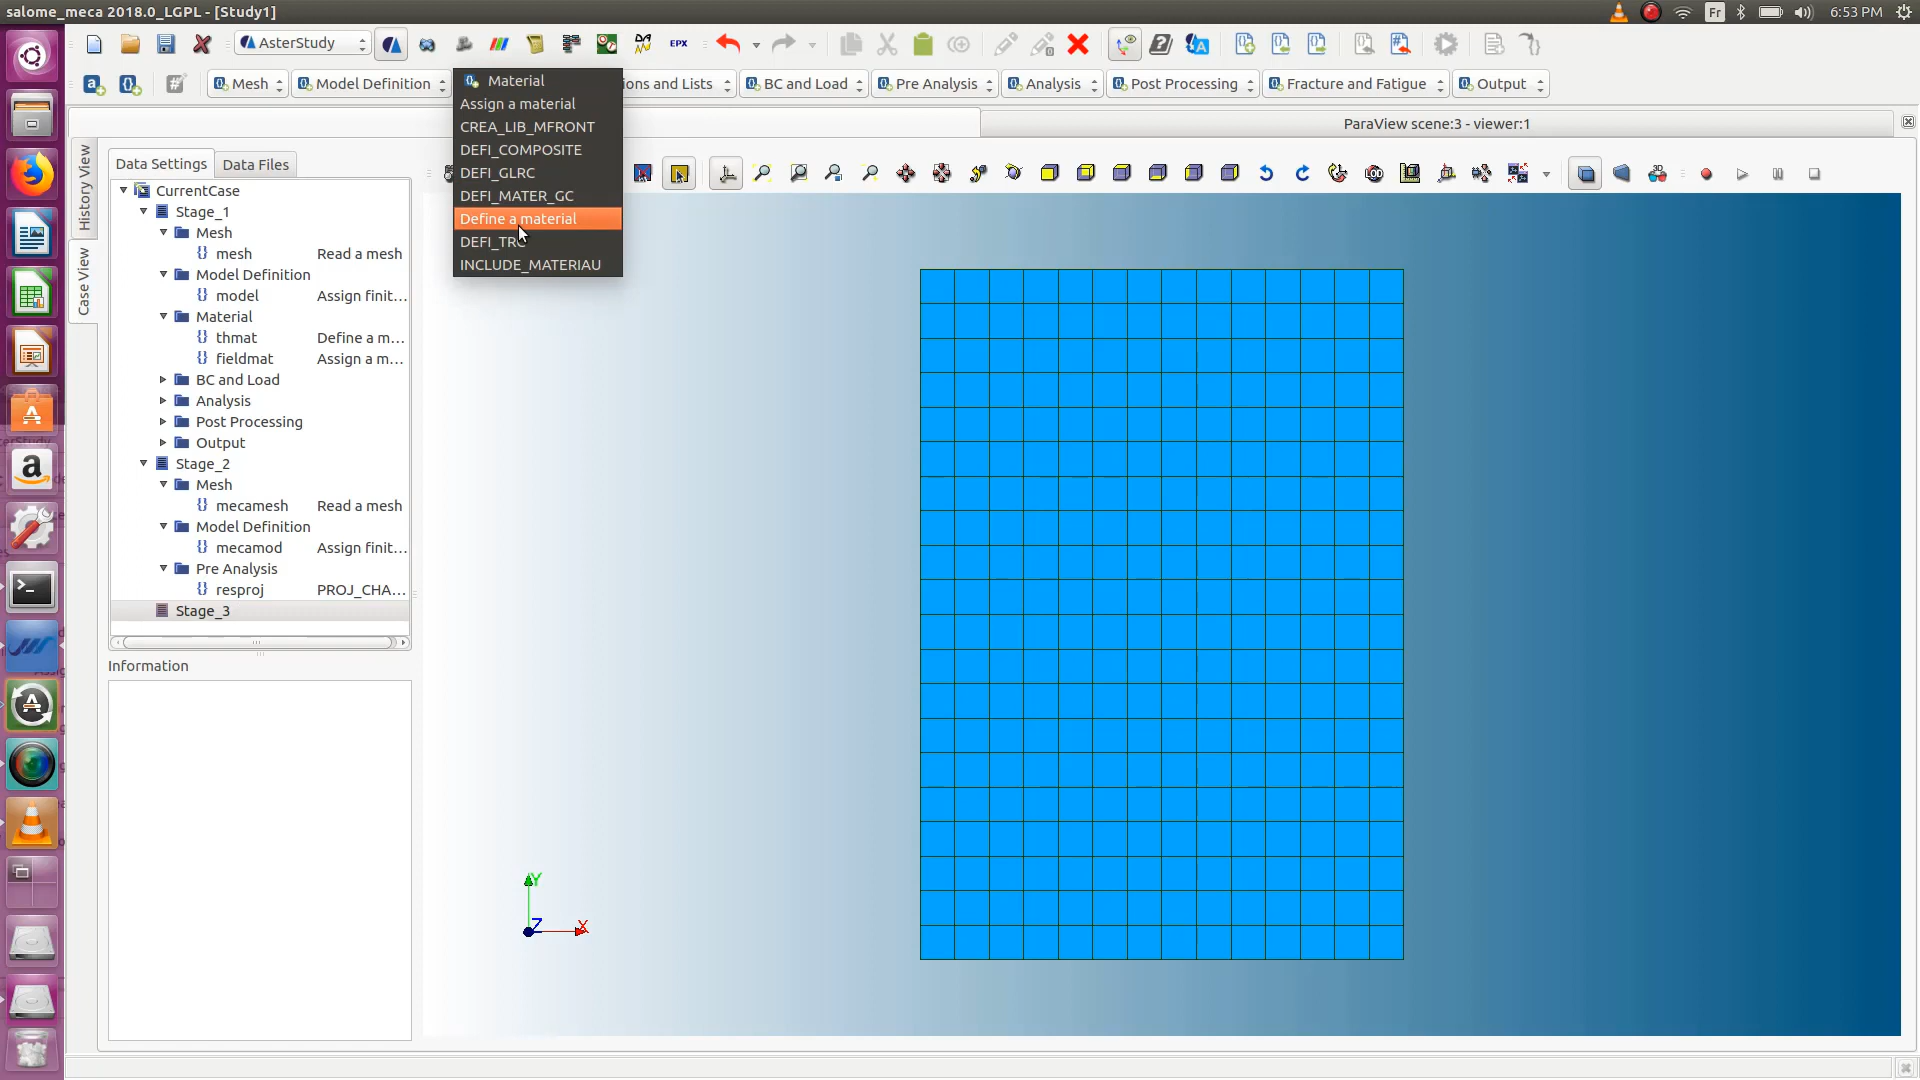 salome_meca 2018.0_LGPL - [Study1]
Fr
6:53 PM
AsterStudy
EPX
Mesh
Model Definition
Material
ions and Lists
BC and Load
Pre Analysis
Analysis
Post Processing
Fracture and Fatigue
Output
Assign a material
CREA_LIB_MFRONT
DEFI_COMPOSITE
DEFI_GLRC
DEFI_MATER_GC
Define a material
DEFI_TRC
INCLUDE_MATERIAU
ParaView scene:3 - viewer:1
History View
Case View
Data Settings
Data Files
LOD
CurrentCase
Stage_1
Mesh
mesh Read a mesh
Model Definition
model Assign finit...
Material
thmat Define a m...
fieldmat Assign a m...
BC and Load
Analysis
Post Processing
Output
Stage_2
Mesh
mecamesh Read a mesh
Model Definition
mecamod Assign finit...
Pre Analysis
resproj PROJ_CHA...
Stage_3
Information
Y
Z
X